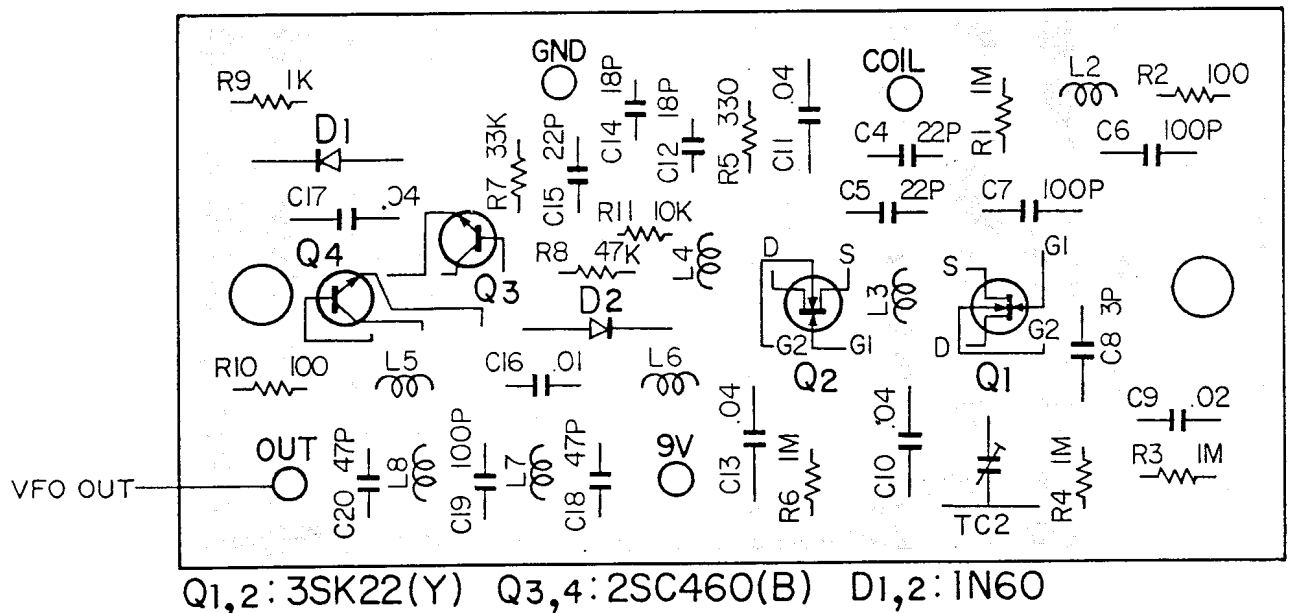 GND
COIL
R9 1K
D1
C17 .04
Q4
Q3
R7 33K
C15 22P
C14 18P
C12 18P
R5 330
C11 .04
R11 10K
R8 47K
D2
L4
C4 22P
C5 22P
R1 1M
L2
R2 100
C6 100P
C7 100P
D S
G2 G1
Q2
L3
S G1
D G2
Q1
C8 3P
R10 100
L5
C16 .01
L6
C9 .02
R3 1M
VFO OUT
OUT
C20 47P
L8
C19 100P
L7
C18 47P
9V
C13 .04
R6 1M
C10 .04
TC2
R4 1M
Q1,2:3SK22(Y) Q3,4:2SC460(B) D1,2:1N60